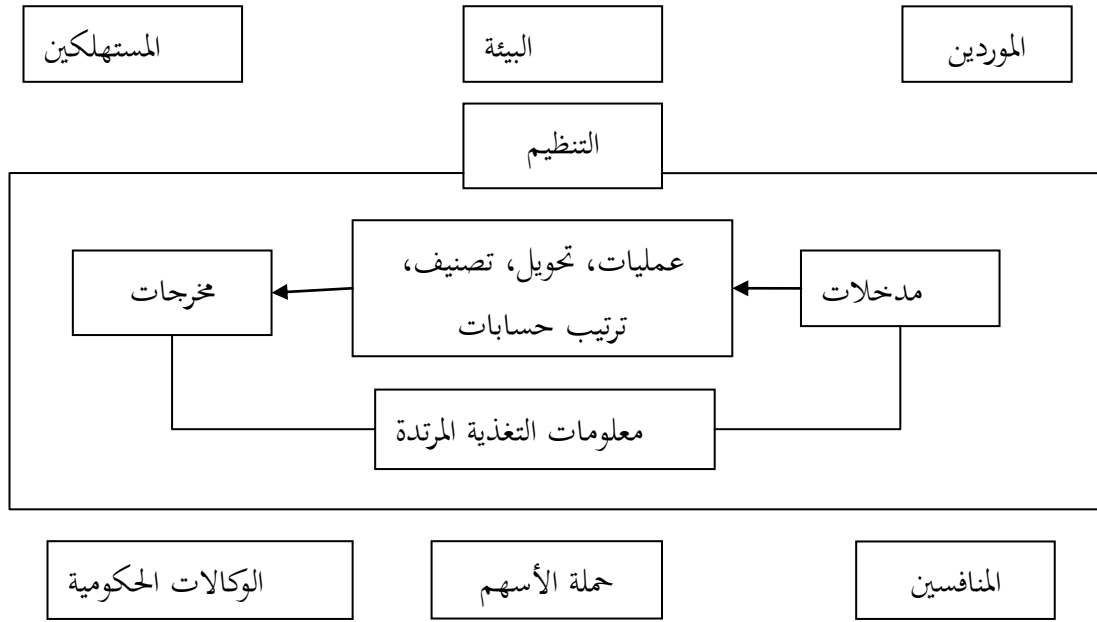 الموردين
البيئة
المستهلكين
التنظيم
مدخلات
عمليات، تحويل، تصنيف،
ترتيب حسابات
مخرجات
معلومات التغذية المرتدة
المنافسين
حملة الأسهم
الوكالات الحكومية